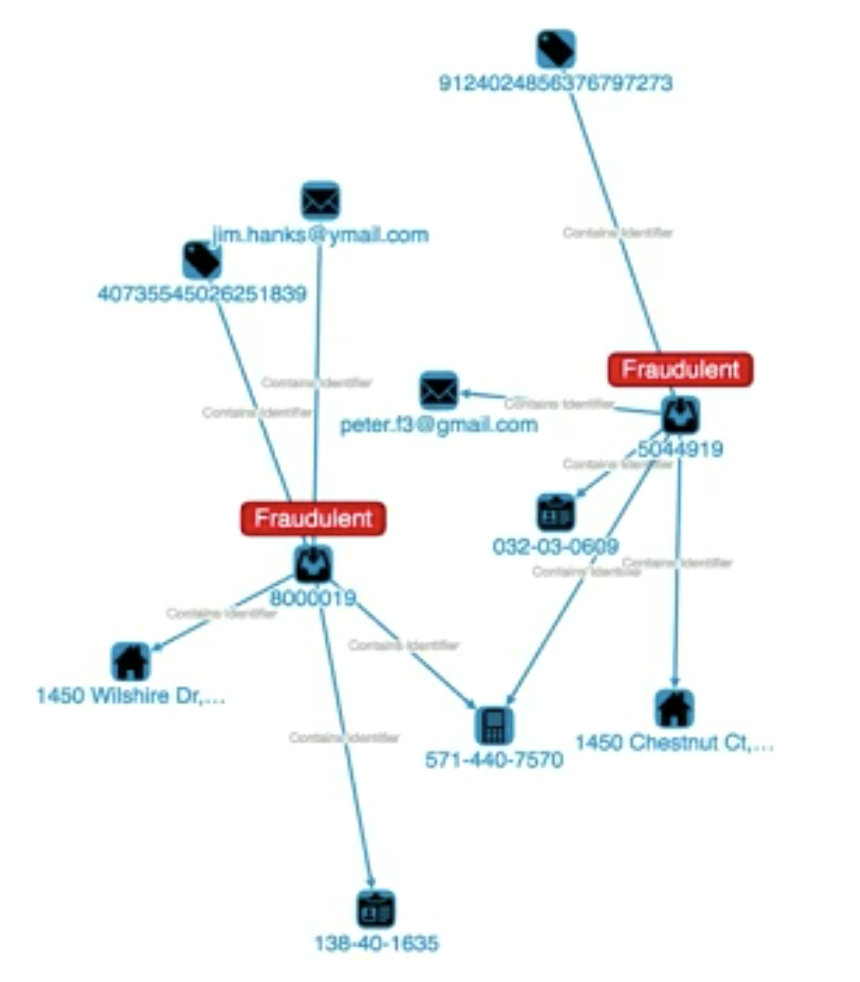 9124024856376797273
Contains Identifier
jim.hanks@ymail.com
40735545026251839
Contains Identifier
Contains Identifier
Fraudulent
Contains Identifier
peter.f3@gmail.com
5044919
Contains Identifier
Fraudulent
032-03-0609
Contains Identifier
Contains Identifier
8000019
Contains Identifier
Contains Identifier
1450 Wilshire Dr,...
Contains Identifier
571-440-7570
1450 Chestnut Ct,...
138-40-1635